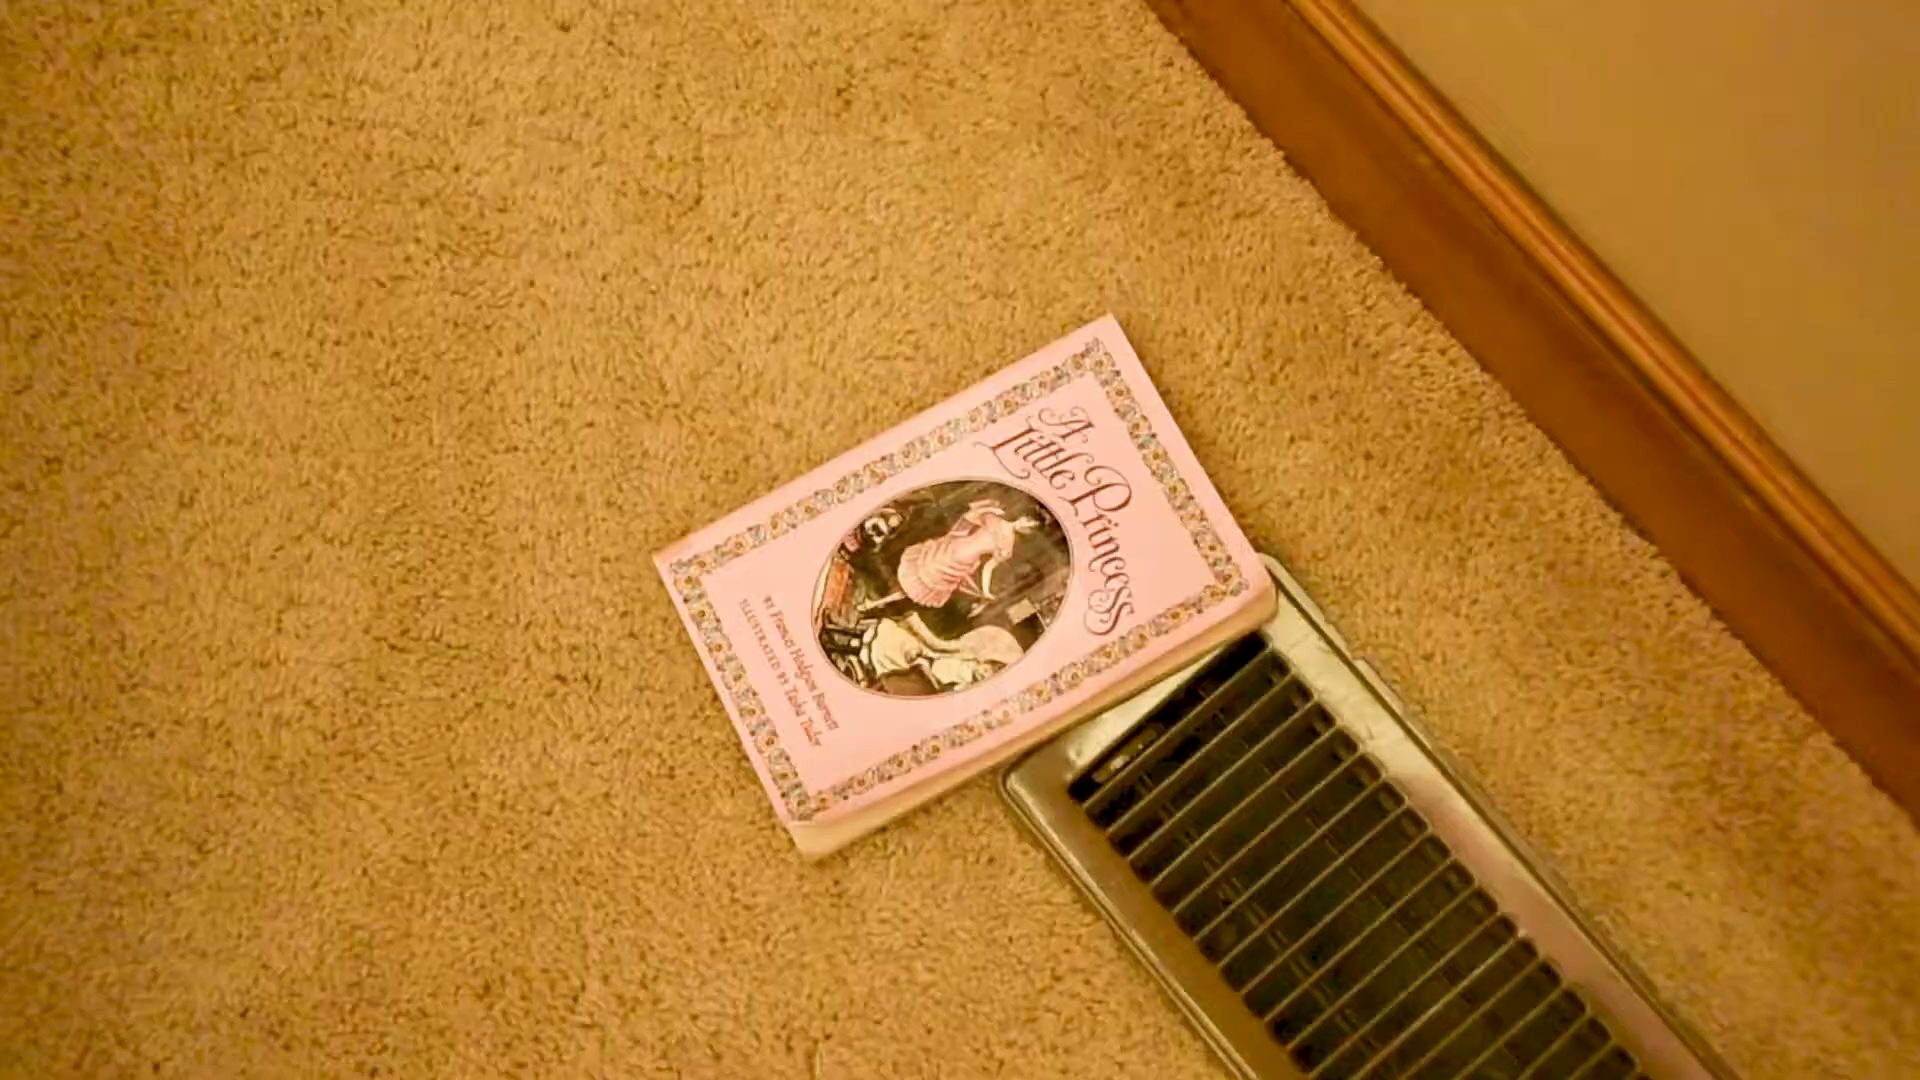 A
Little Princess
BY Frances Hodgson Burnett
ILLUSTRATED BY Tasha Tudor